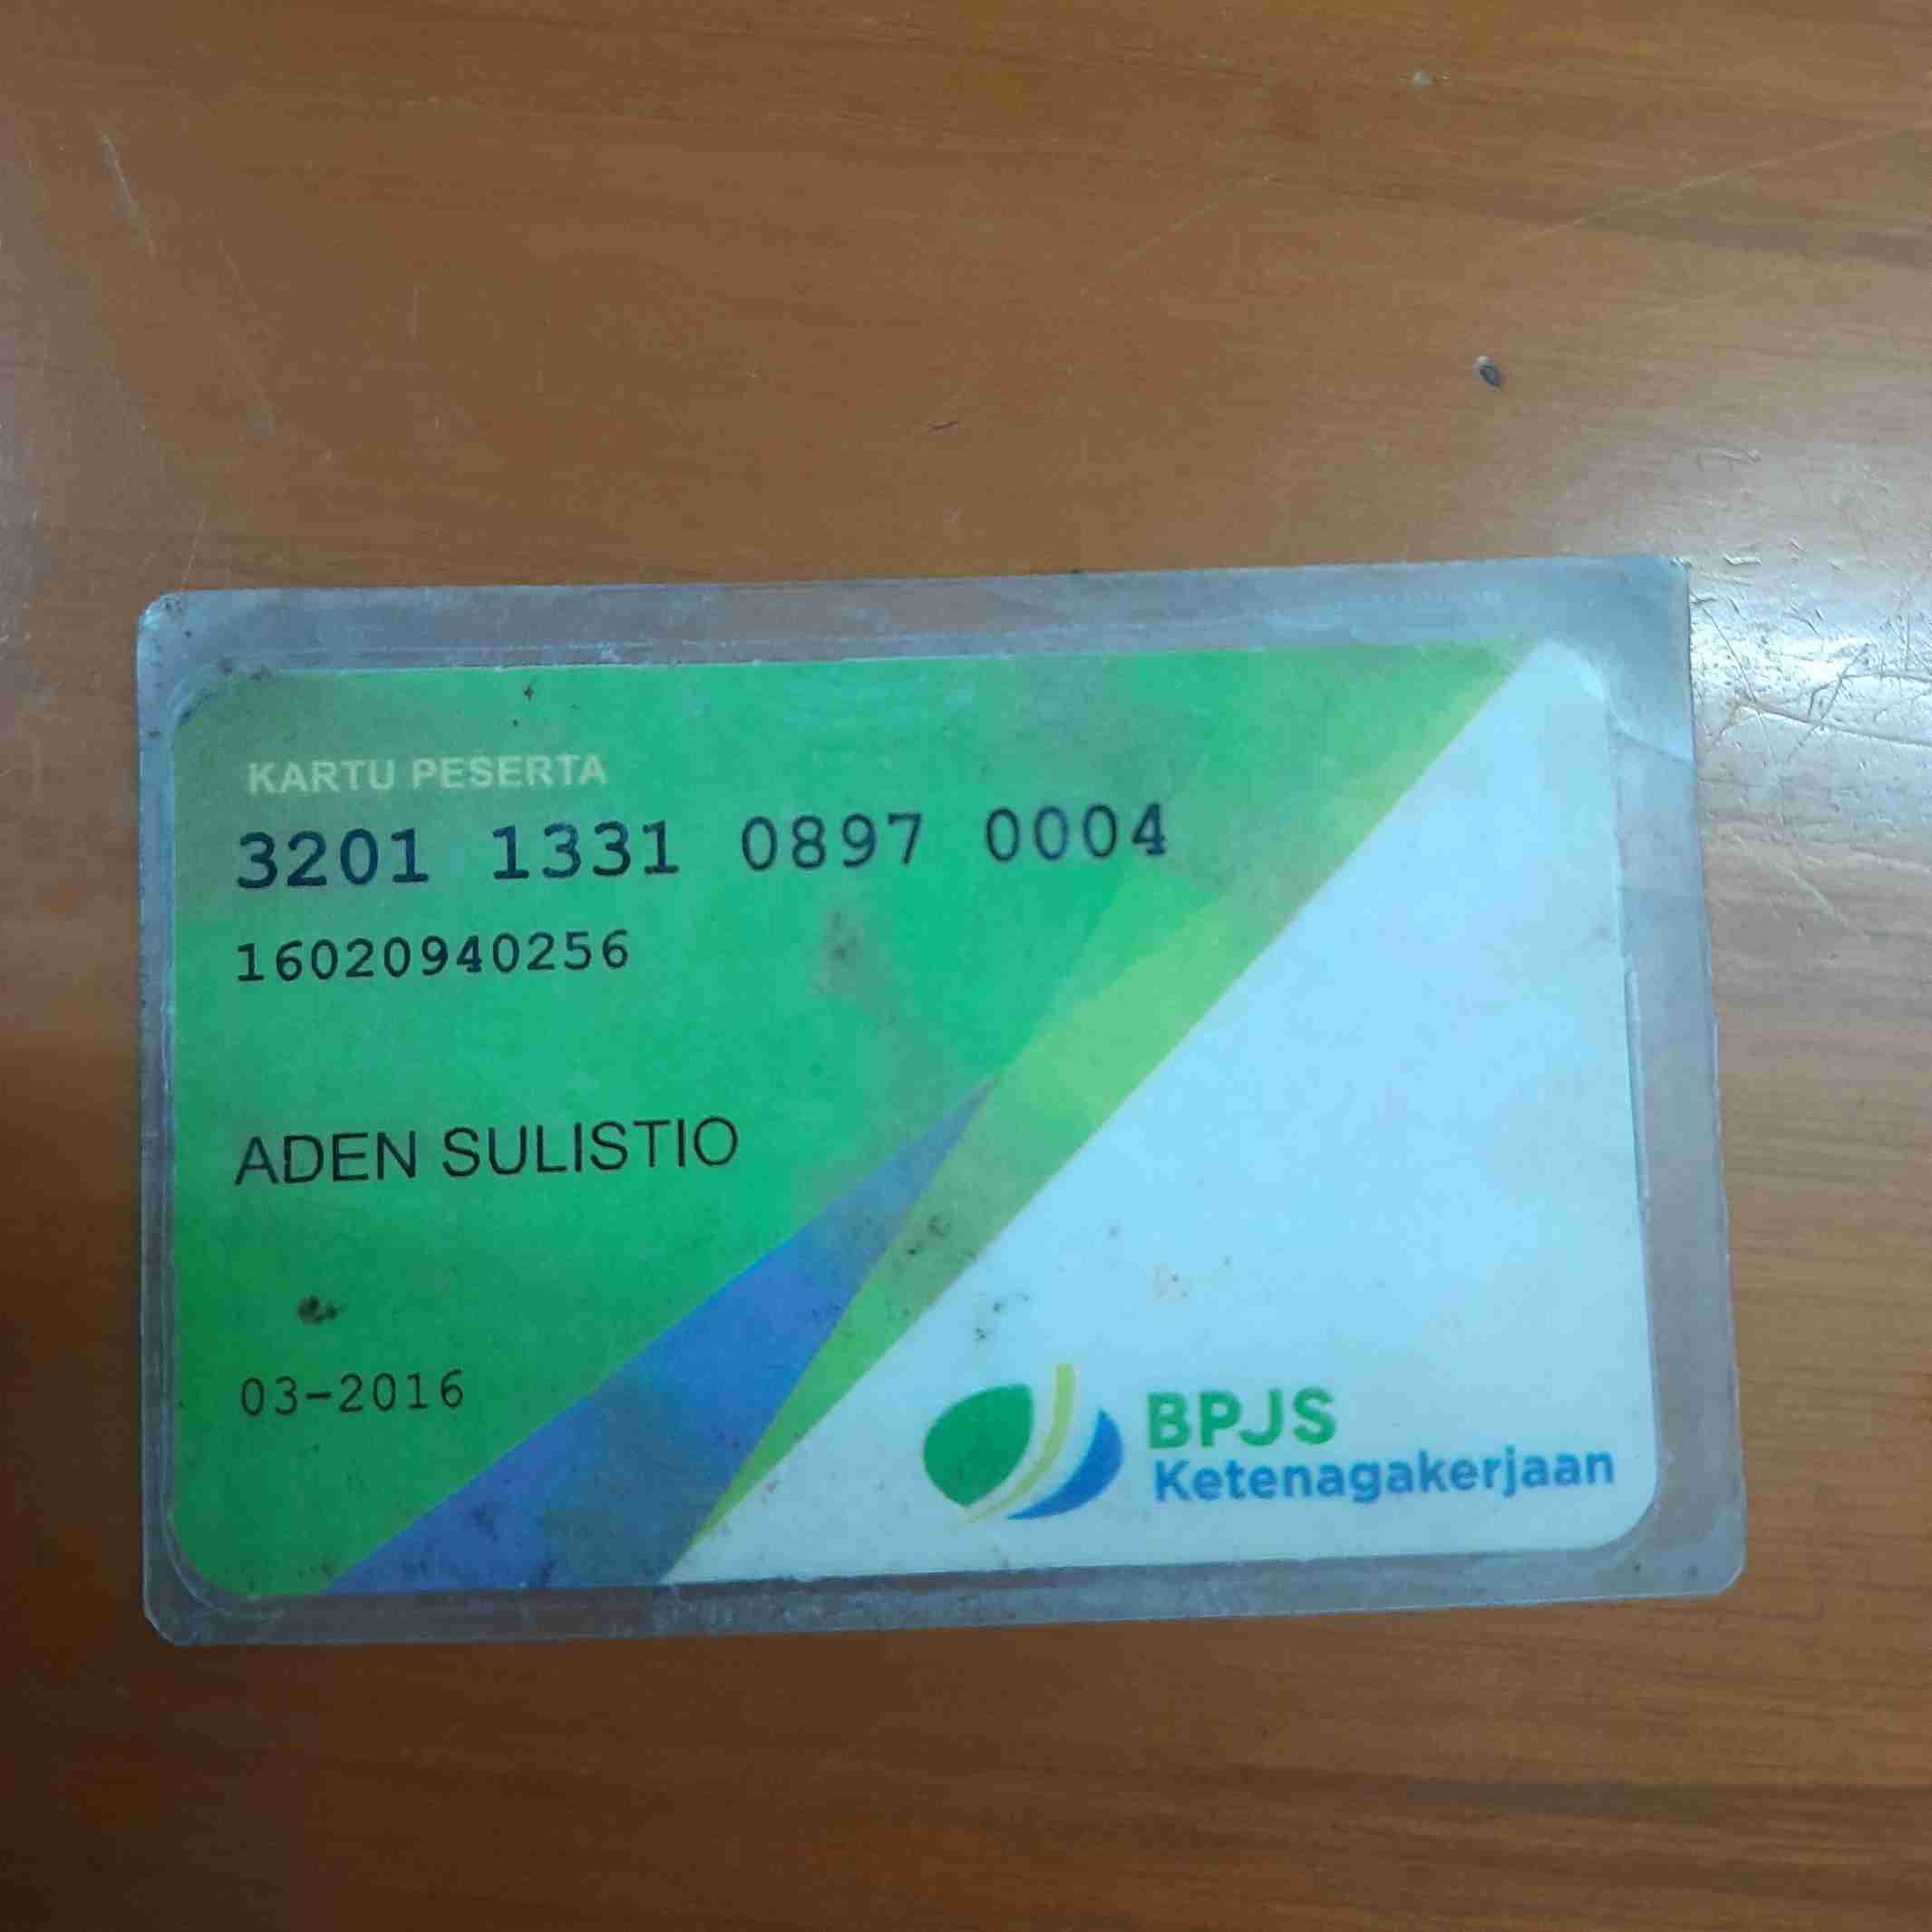 KARTU PESERTA
3201 1331 0897 0004
16020940256
ADEN SULISTIO
03-2016
BPJS
Ketenagakerjaan